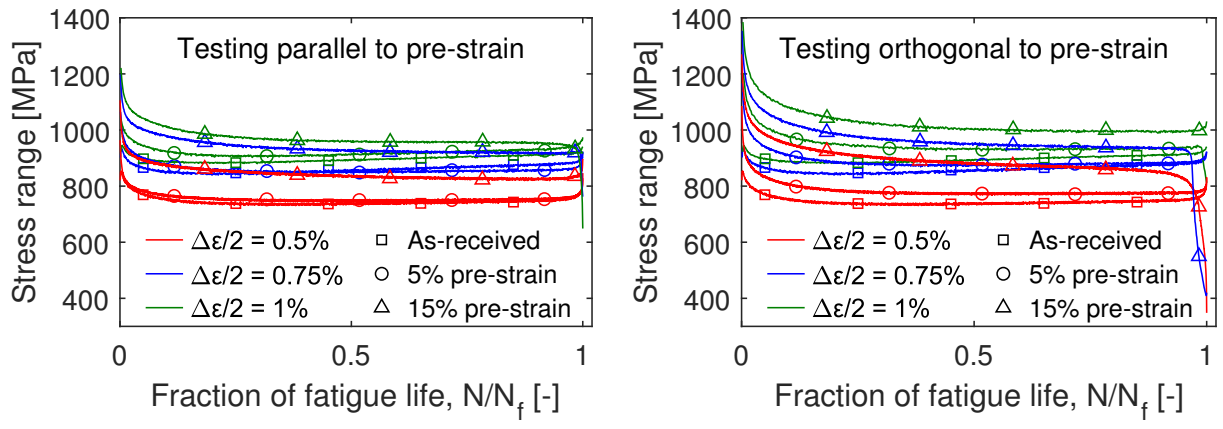 Testing parallel to pre-strain
Stress range [MPa]
1400
1200
1000
800
600
400
Δε/2 = 0.5%
Δε/2 = 0.75%
Δε/2 = 1%
As-received
5% pre-strain
15% pre-strain
0
0.5
1
Fraction of fatigue life, N/N_f [-]
Testing orthogonal to pre-strain
Stress range [MPa]
1400
1200
1000
800
600
400
Δε/2 = 0.5%
Δε/2 = 0.75%
Δε/2 = 1%
As-received
5% pre-strain
15% pre-strain
0
0.5
1
Fraction of fatigue life, N/N_f [-]